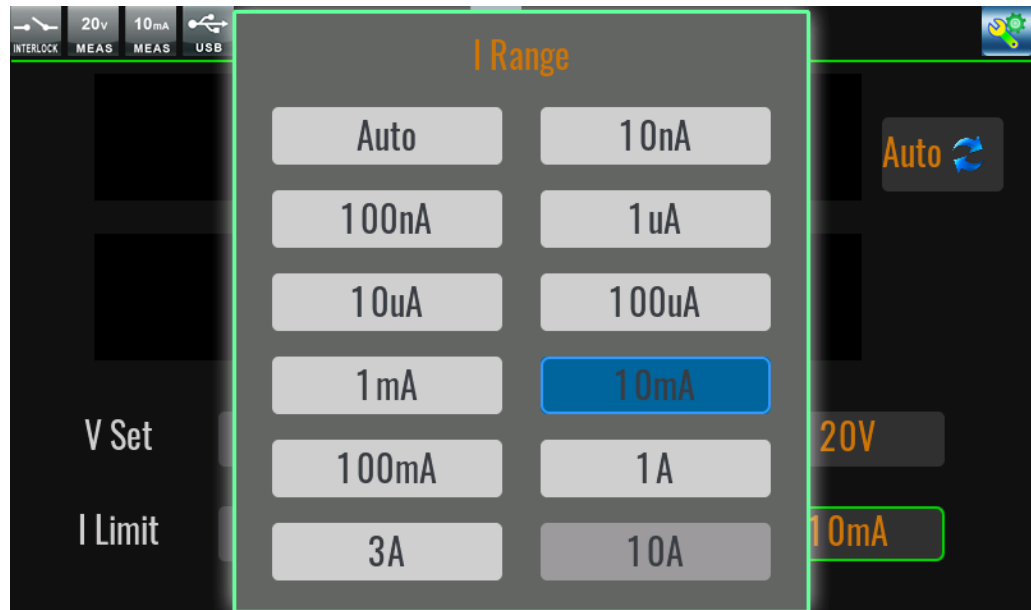 20V 10mA
INTERLOCK MEAS MEAS USB
I Range
Auto 10nA
Auto
100nA 1uA
10uA 100uA
1mA 10mA
V Set 20V
100mA 1A
I Limit 10mA
3A 10A